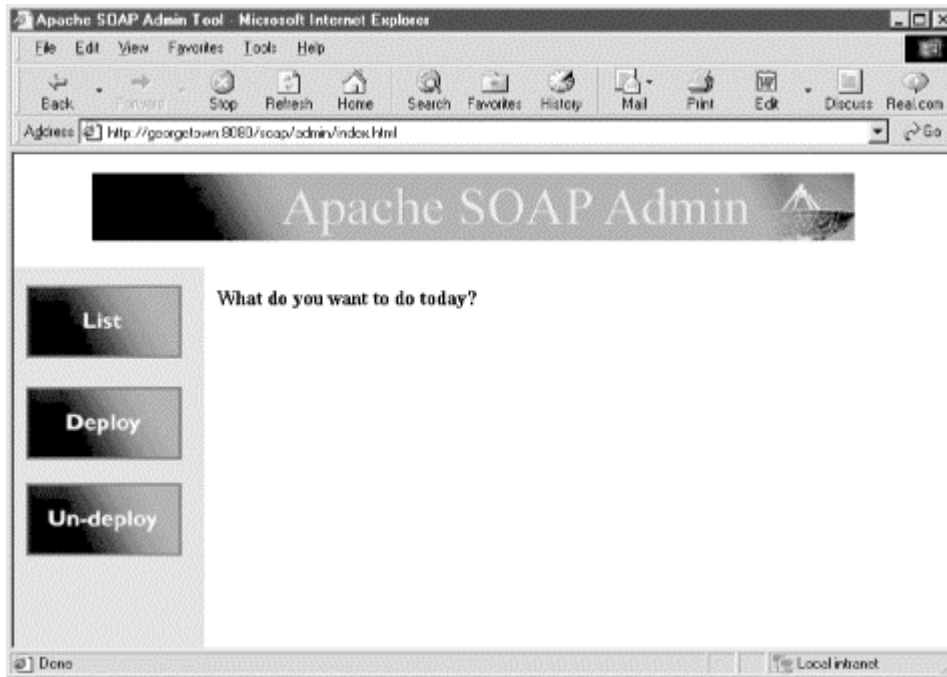 Apache SOAP Admin Tool - Microsoft Internet Explorer
File Edit View Favorites Tools Help
Back Forward Stop Refresh Home Search Favorites History Mail Print Edit Discuss Real.com
Address http://georgetown:8080/soap/admin/index.html Go
Apache SOAP Admin
What do you want to do today?
List
Deploy
Un-deploy
Done Local intranet